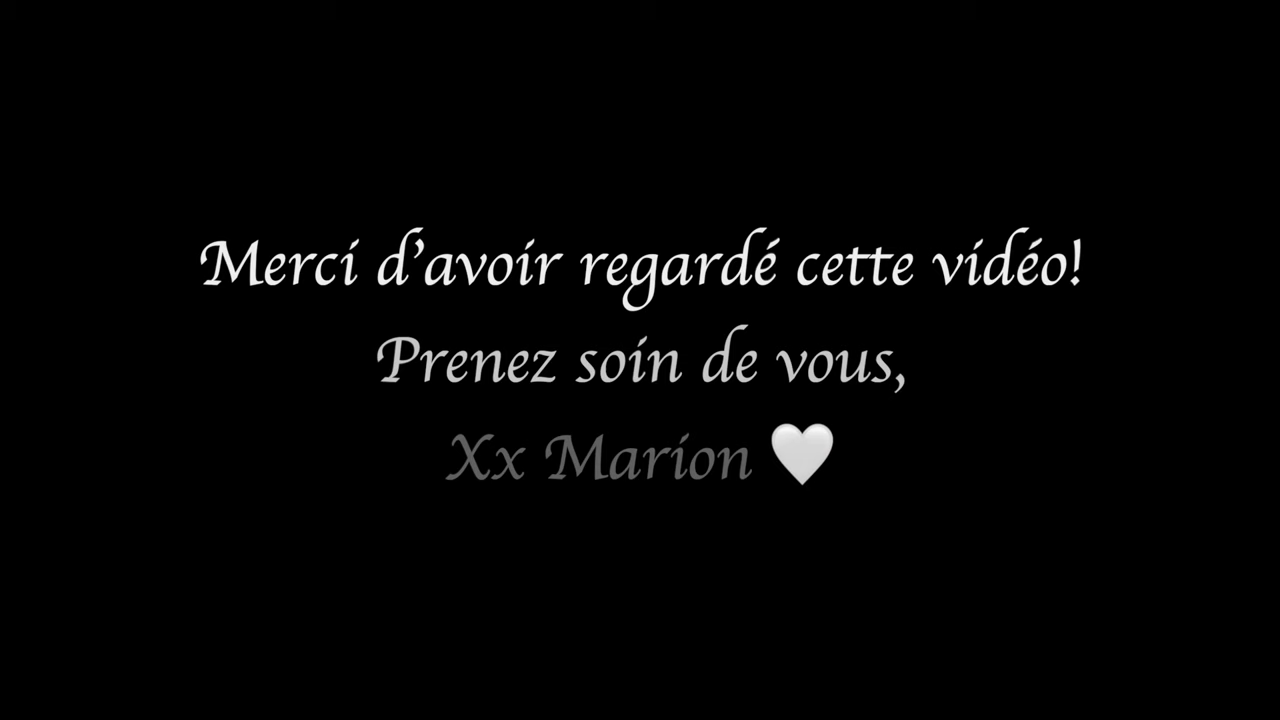 Merci d’avoir regardé cette vidéo!
Prenez soin de vous,
Xx Marion 🤍